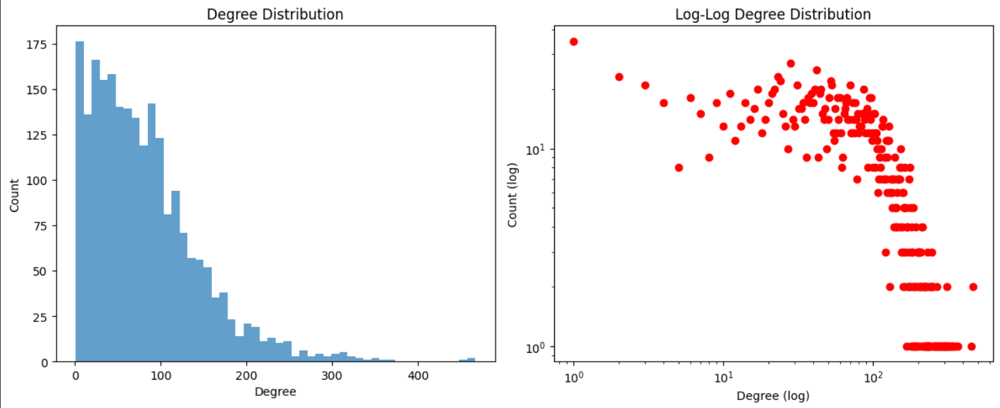 Degree Distribution
175
150
125
100
75
50
25
0
Count
0 100 200 300 400
Degree
Log-Log Degree Distribution
10¹
10⁰
Count (log)
10⁰ 10¹ 10²
Degree (log)